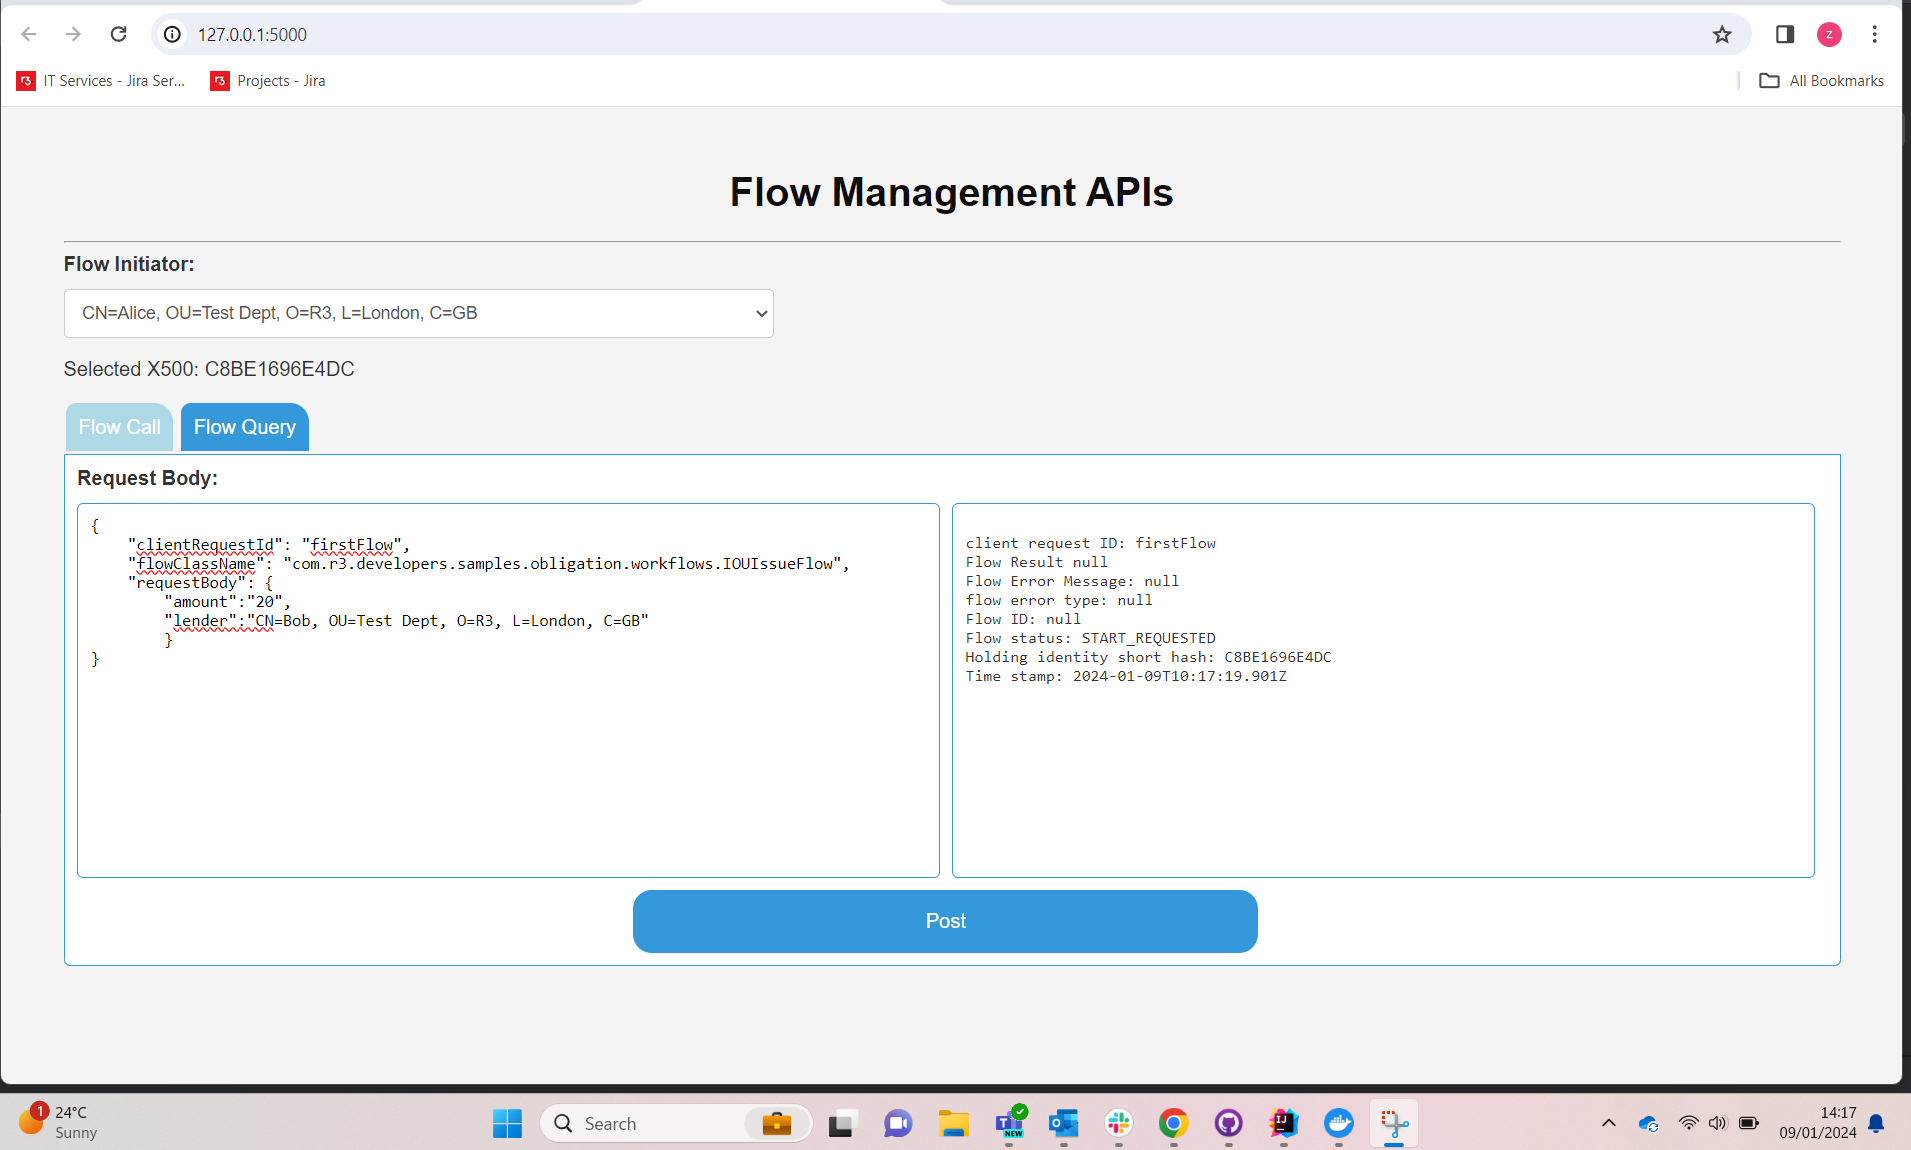 127.0.0.1:5000
z
r3 IT Services - Jira Ser... r3 Projects - Jira All Bookmarks
Flow Management APIs
Flow Initiator:
CN=Alice, OU=Test Dept, O=R3, L=London, C=GB
Selected X500: C8BE1696E4DC
Flow Call Flow Query
Request Body:
{
"clientRequestId": "firstFlow",
"flowClassName": "com.r3.developers.samples.obligation.workflows.IOUIssueFlow",
"requestBody": {
"amount":"20",
"lender":"CN=Bob, OU=Test Dept, O=R3, L=London, C=GB"
}
}
client request ID: firstFlow
Flow Result null
Flow Error Message: null
flow error type: null
Flow ID: null
Flow status: START_REQUESTED
Holding identity short hash: C8BE1696E4DC
Time stamp: 2024-01-09T10:17:19.901Z
Post
1
24°C
Sunny
Search
T
NEW
O
IJ
14:17
09/01/2024